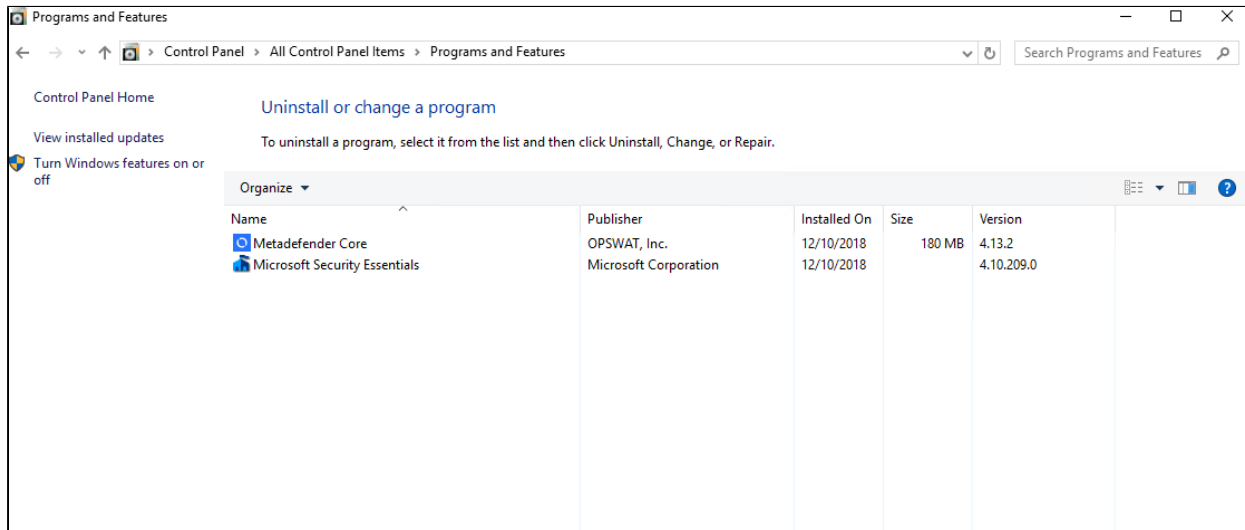 Programs and Features
Control Panel > All Control Panel Items > Programs and Features
Search Programs and Features
Control Panel Home
View installed updates
Turn Windows features on or
off
Uninstall or change a program
To uninstall a program, select it from the list and then click Uninstall, Change, or Repair.
Organize
Name Publisher Installed On Size Version
Metadefender Core OPSWAT, Inc. 12/10/2018 180 MB 4.13.2
Microsoft Security Essentials Microsoft Corporation 12/10/2018 4.10.209.0